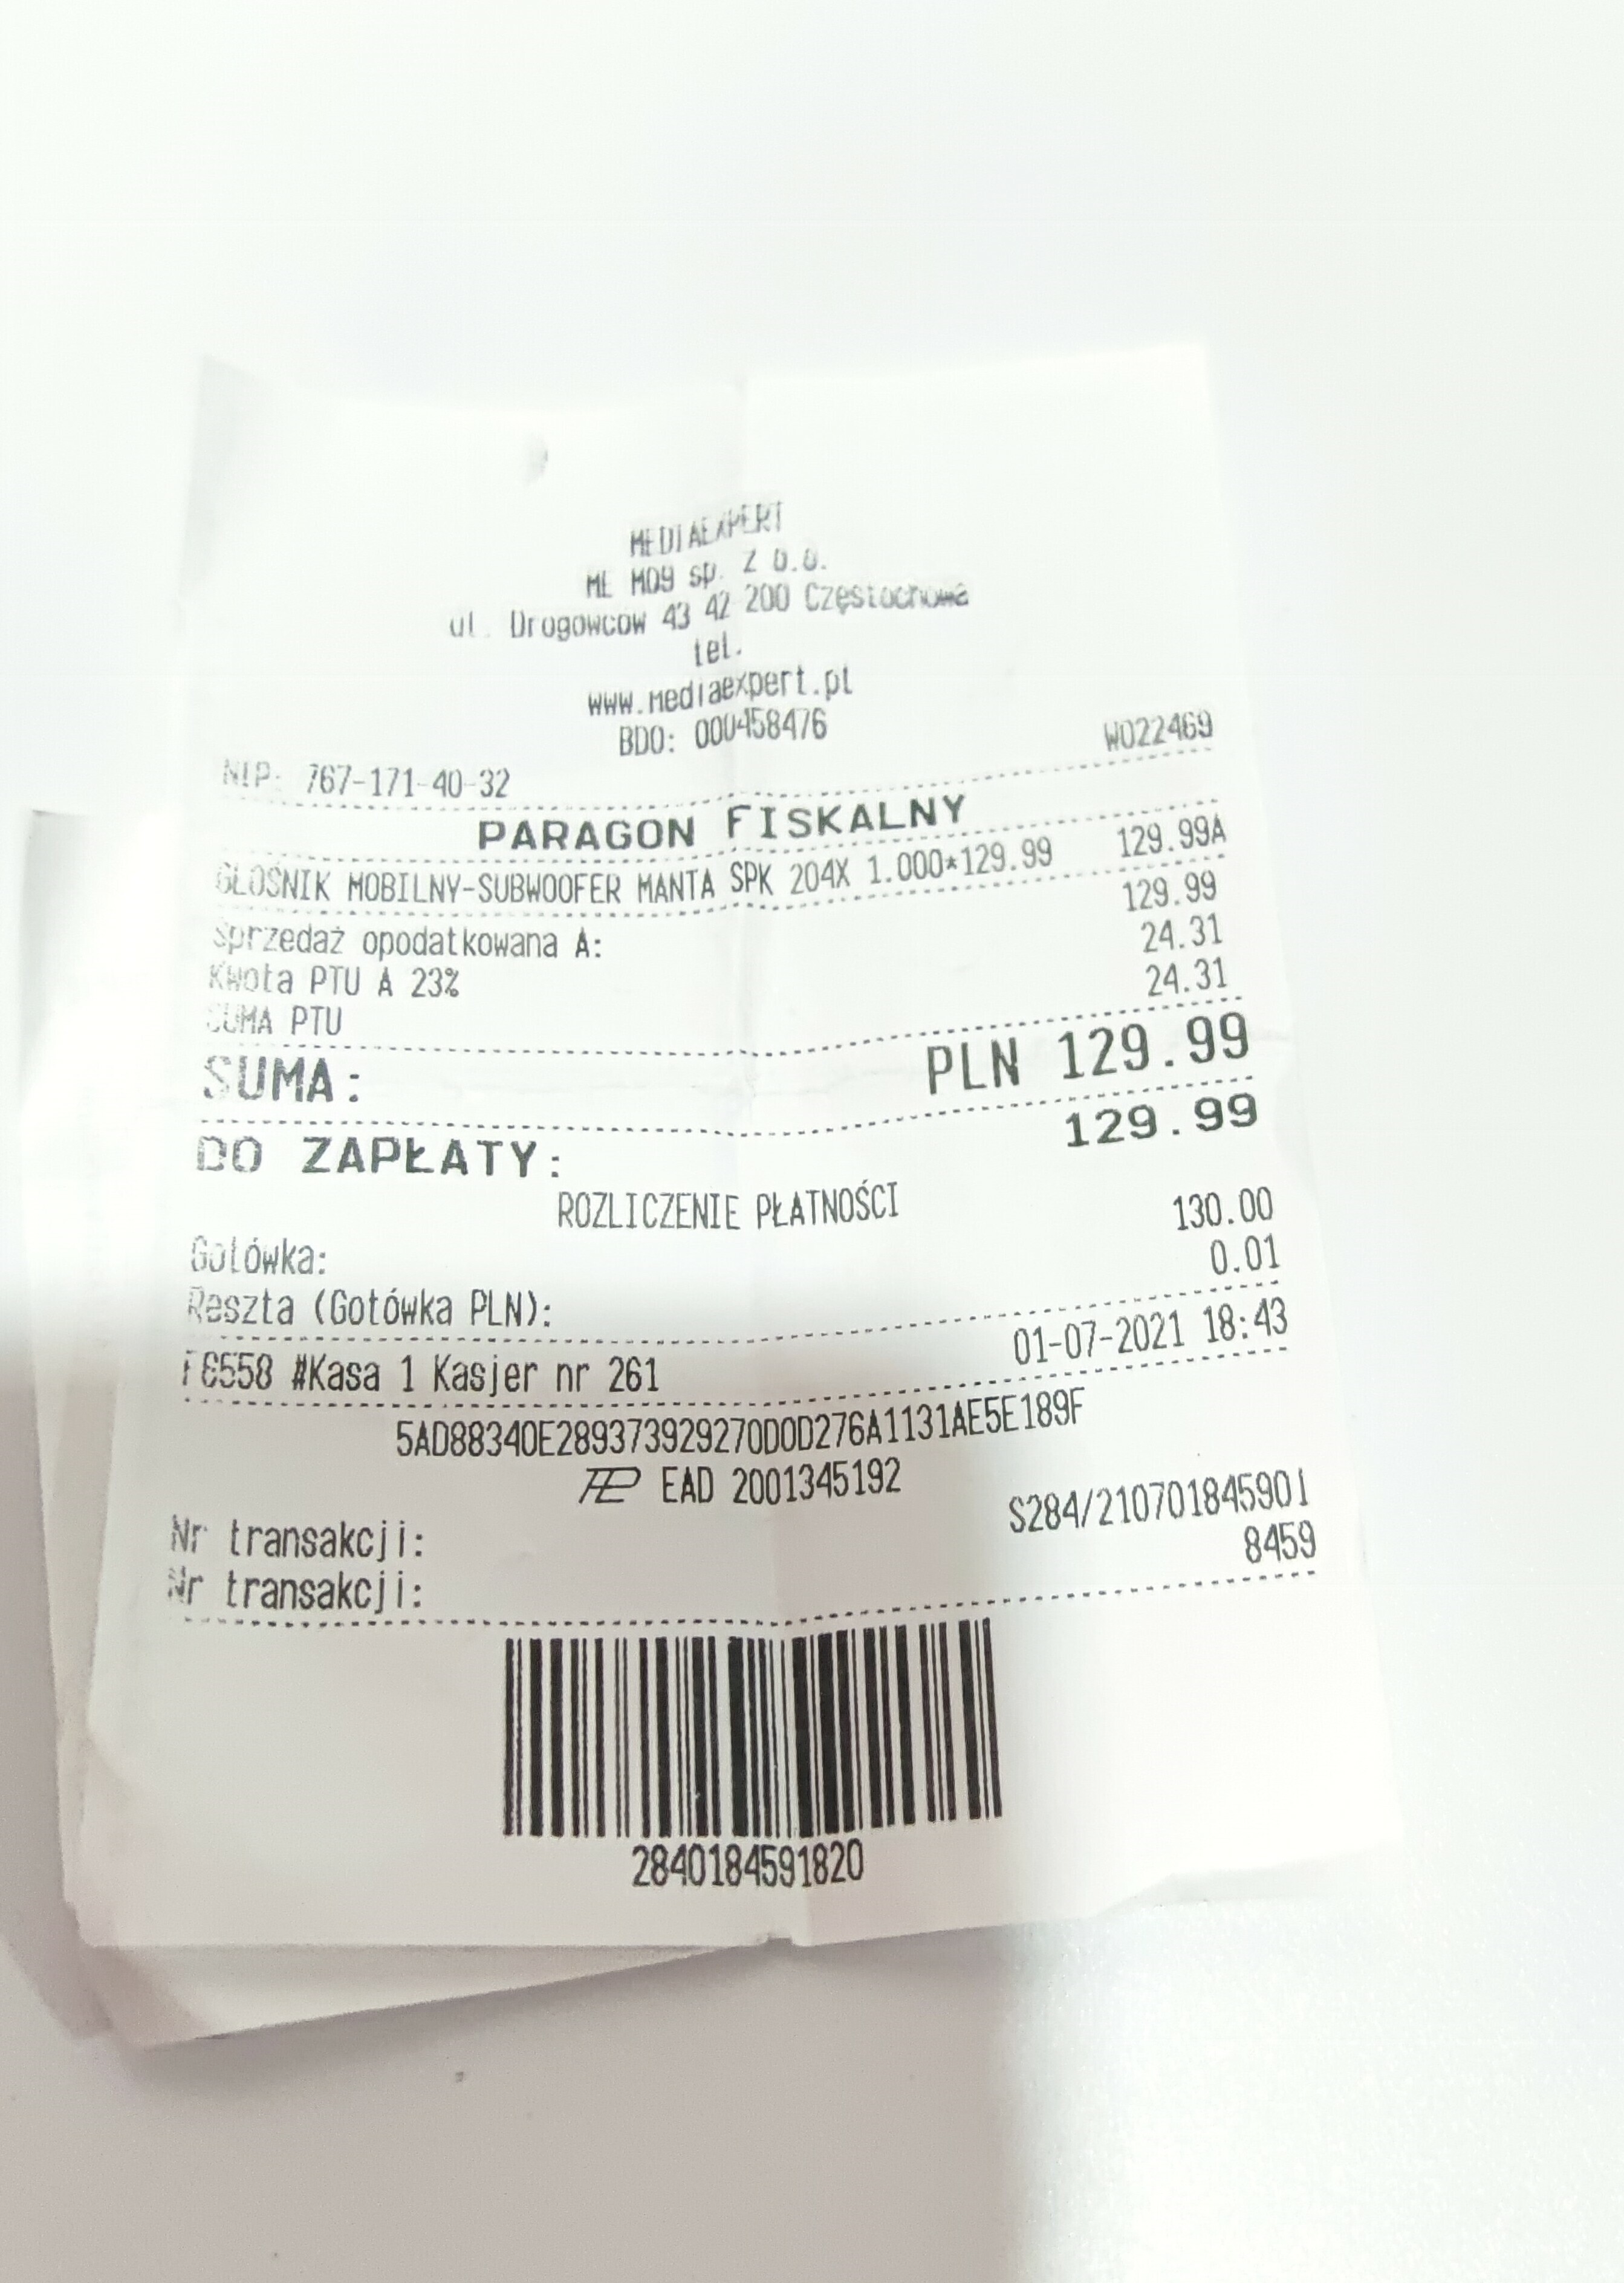 MEDIAEXPERT
ME M09 sp. z o.o.
ul. Drogowców 43 42 200 Częstochowa
tel.
www.mediaexpert.pl
BDO: 000458476
NIP: 767-171-40-32 W022469
PARAGON FISKALNY
GŁOŚNIK MOBILNY-SUBWOOFER MANTA SPK 204X 1.000*129.99 129.99A
Sprzedaż opodatkowana A: 129.99
Kwota PTU A 23% 24.31
SUMA PTU 24.31
SUMA: PLN 129.99
DO ZAPŁATY: 129.99
ROZLICZENIE PŁATNOŚCI
Gotówka: 130.00
Reszta (Gotówka PLN): 0.01
#Kasa 1 Kasjer nr 261 01-07-2021 18:43
5AD88340E289373929270D0D276A1131AE5E189F
EAD 2001345192
Nr transakcji: S284/210701845901
Nr transakcji: 8459
2840184591820